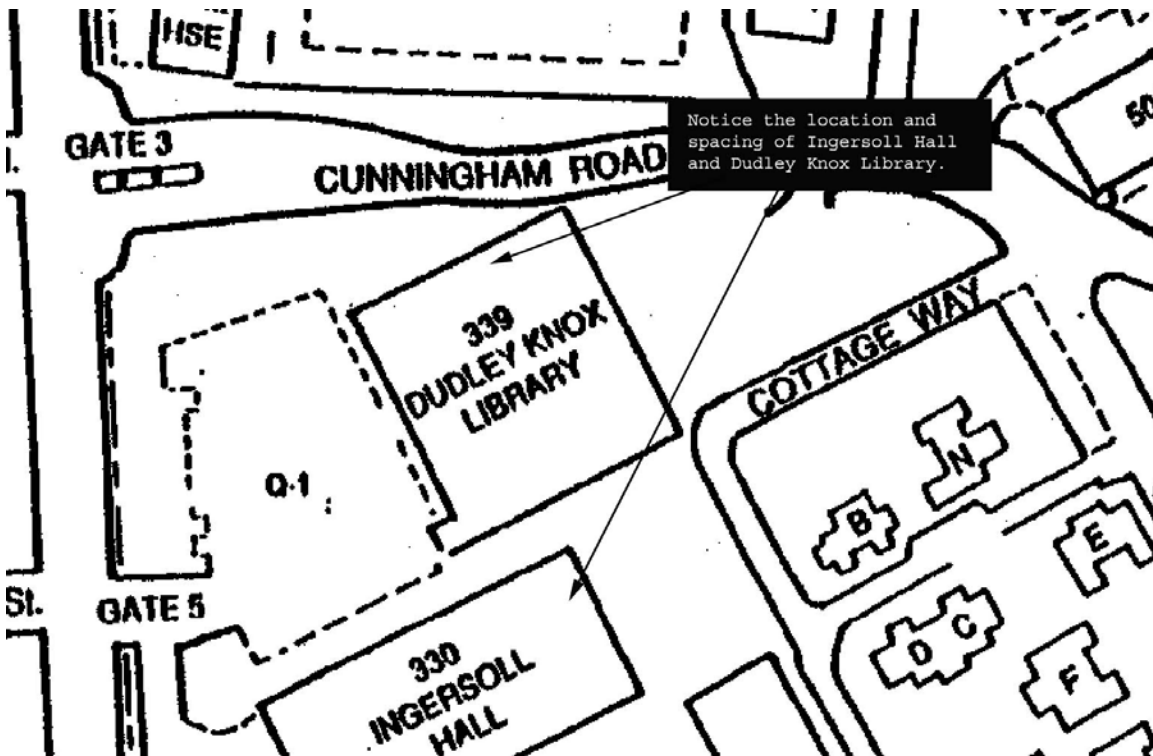 HSE
GATE 3
CUNNINGHAM ROAD
Notice the location and
spacing of Ingersoll Hall
and Dudley Knox Library.
50
339
DUDLEY KNOX
LIBRARY
COTTAGE WAY
Q-1
N
B
E
St.
GATE 5
D
C
F
330
INGERSOLL
HALL